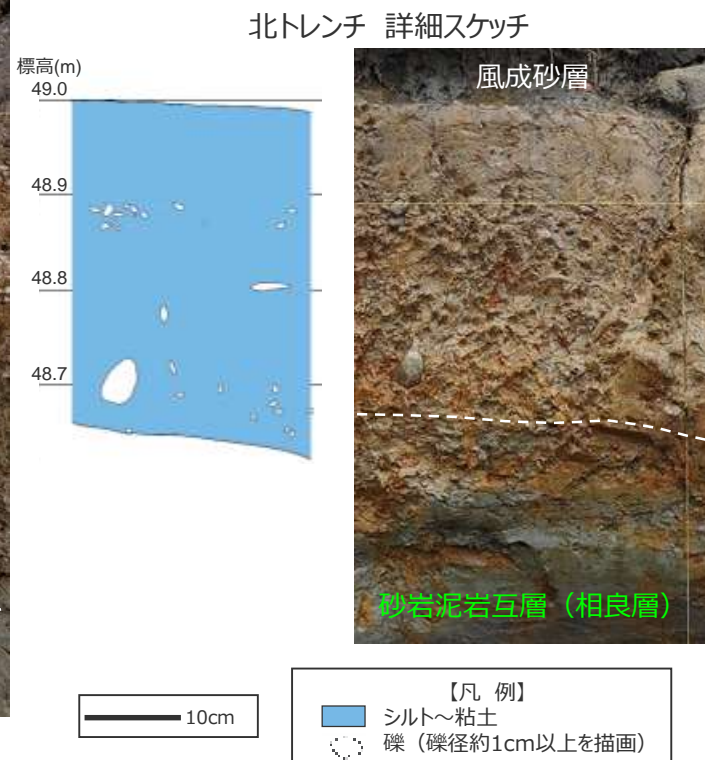 北トレンチ 詳細スケッチ
標高(m)
49.0
48.9
48.8
48.7
風成砂層
砂岩泥岩互層（相良層）
10cm
【凡 例】
シルト～粘土
礫（礫径約1cm以上を描画）